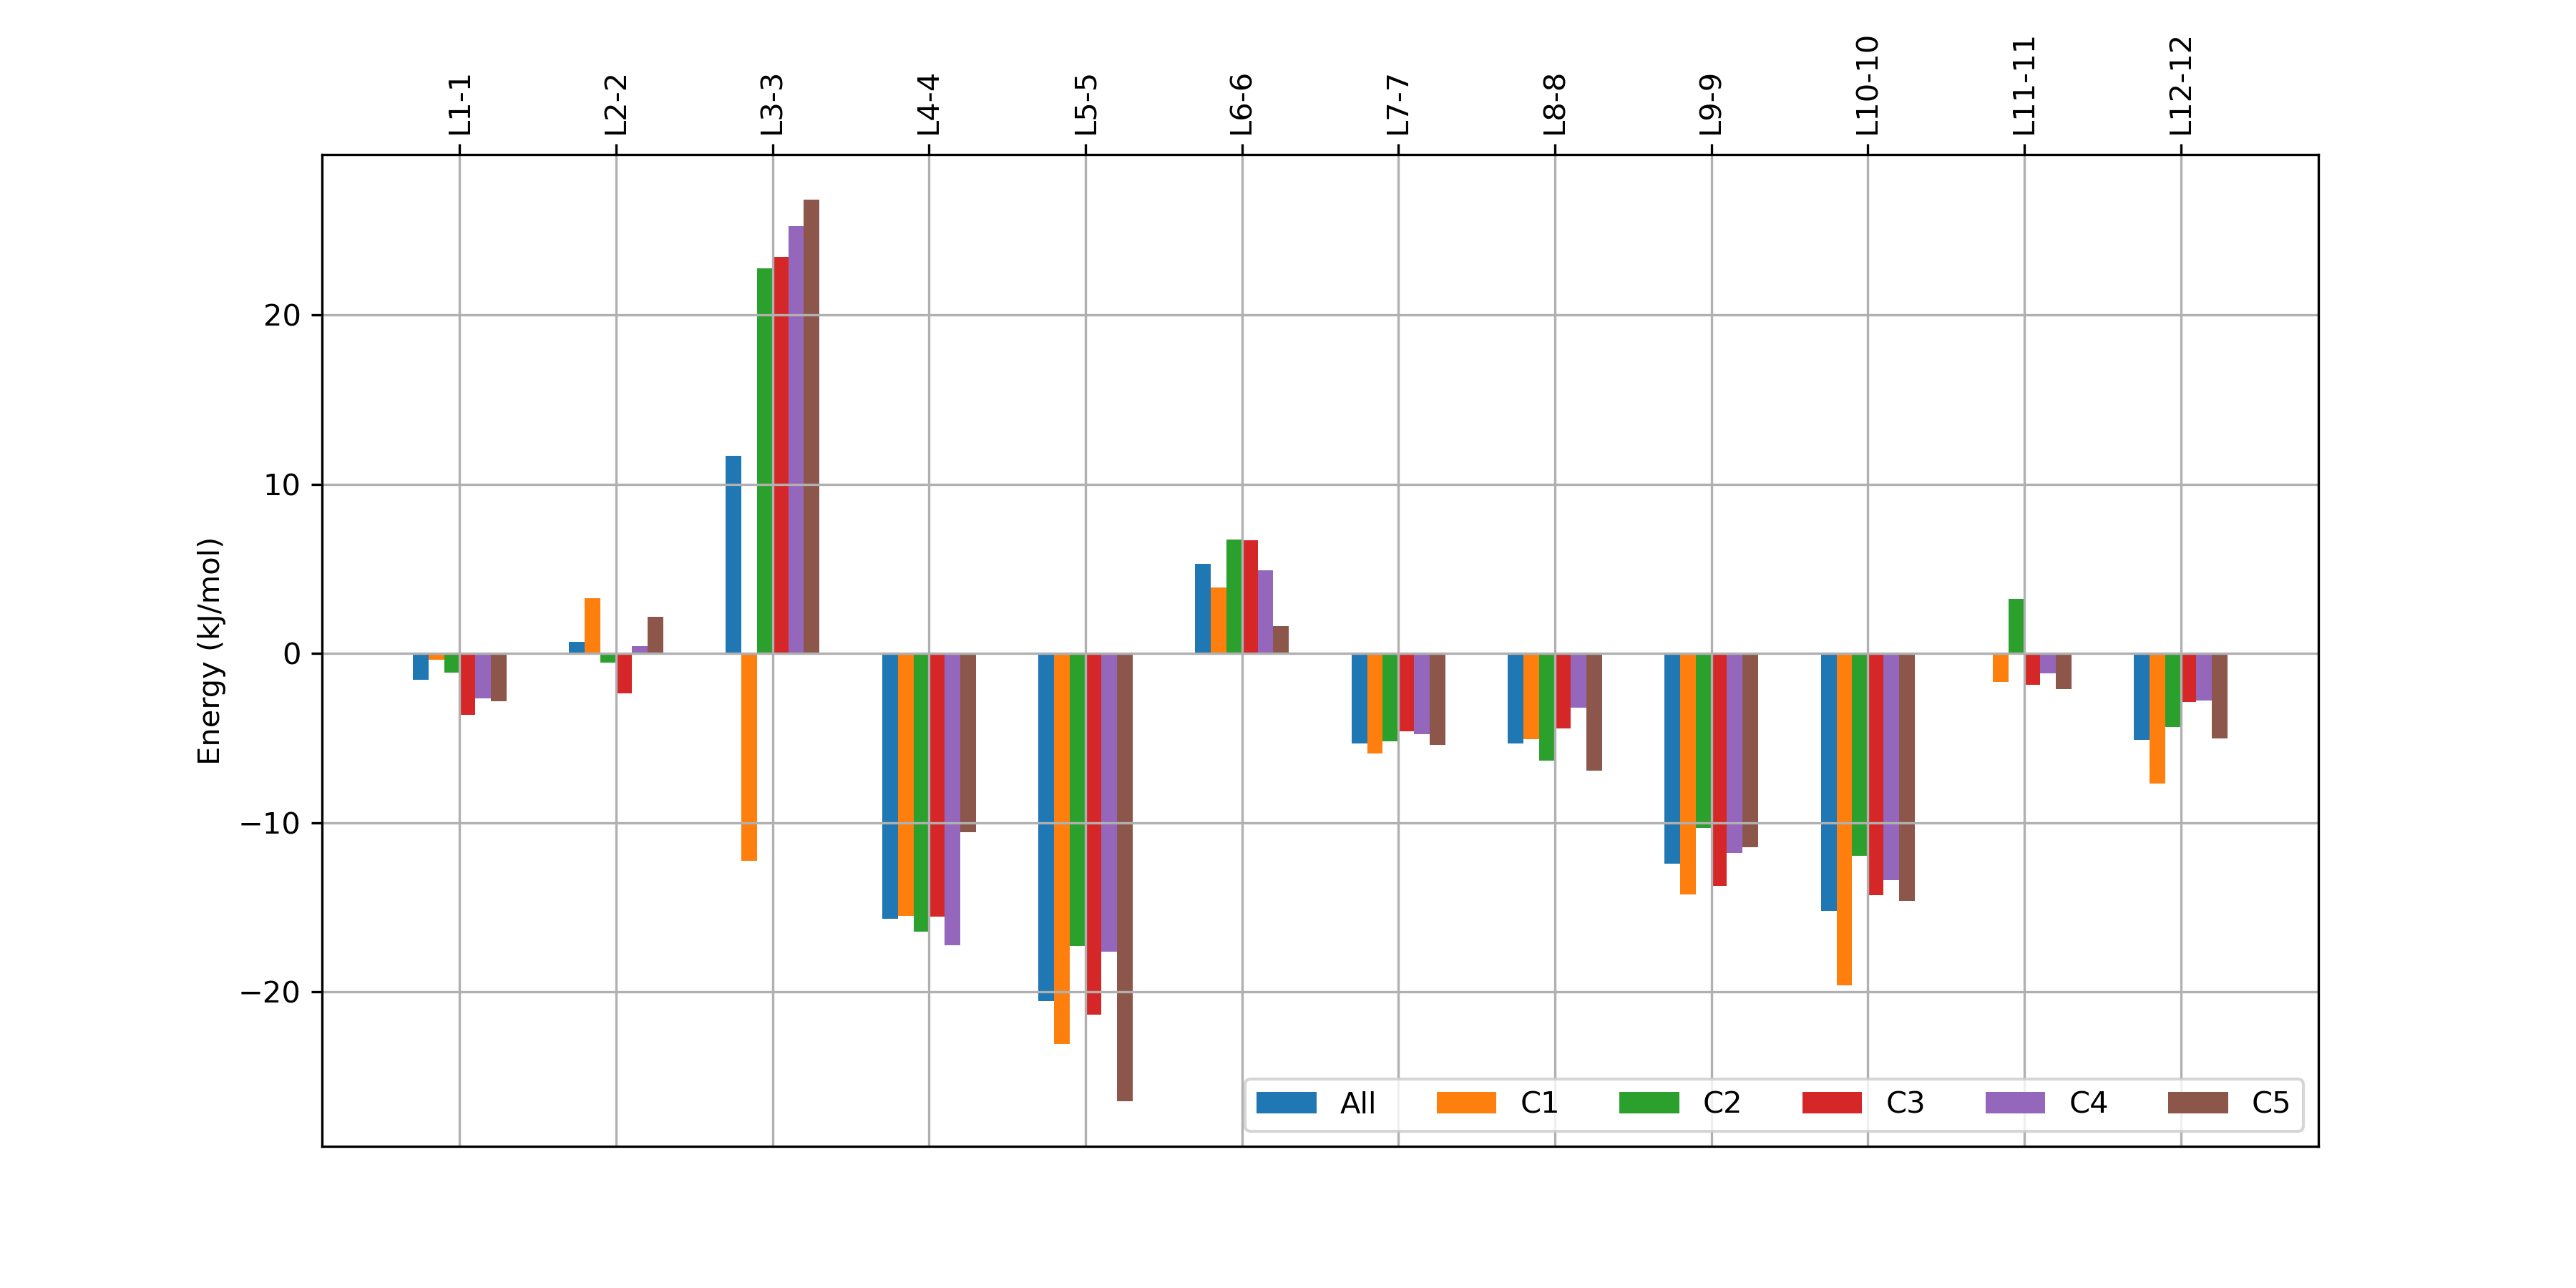 L1-1
L2-2
L3-3
L4-4
L5-5
L6-6
L7-7
L8-8
L9-9
L10-10
L11-11
L12-12
Energy (kJ/mol)
20
10
0
−10
−20
All C1 C2 C3 C4 C5